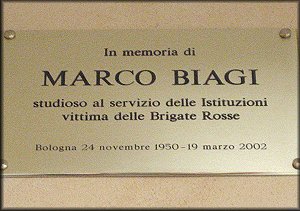 In memoria di
MARCO BIAGI
studioso al servizio delle Istituzioni
vittima delle Brigate Rosse
Bologna 24 novembre 1950-19 marzo 2002